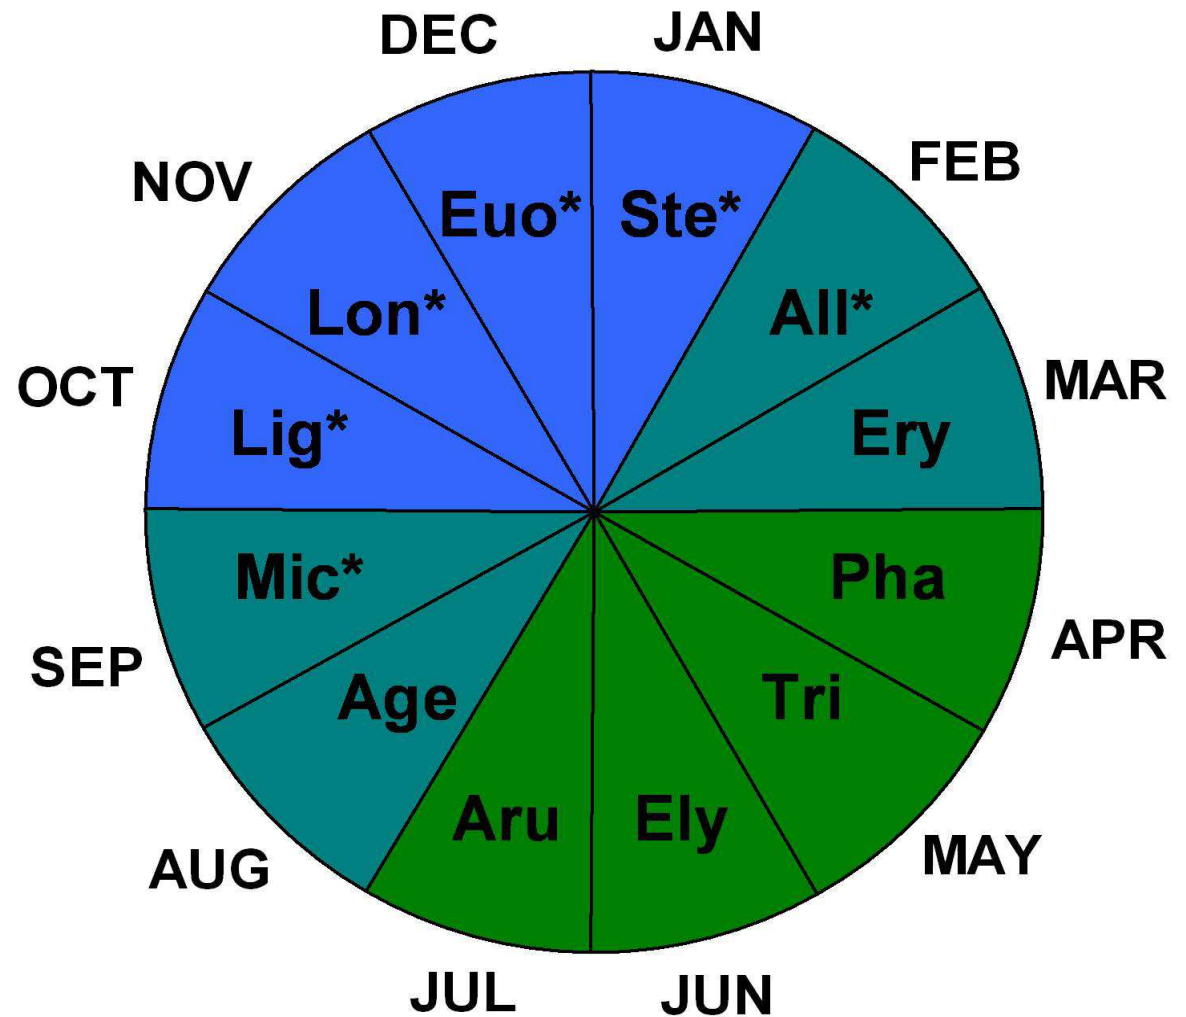 DEC
JAN
NOV
FEB
Euo*
Ste*
Lon*
All*
OCT
MAR
Lig*
Ery
Mic*
Pha
SEP
APR
Age
Tri
Aru
Ely
AUG
MAY
JUL
JUN